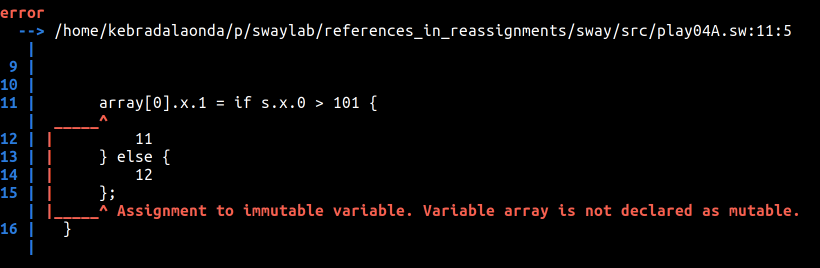 error
--> /home/kebradalaonda/p/swaylab/references_in_reassignments/sway/src/play04A.sw:11:5
|
9 |
10 |
11 | array[0].x.1 = if s.x.0 > 101 {
| _____^
12 | | 11
13 | | } else {
14 | | 12
15 | | };
| |_____^ Assignment to immutable variable. Variable array is not declared as mutable.
16 | }
|